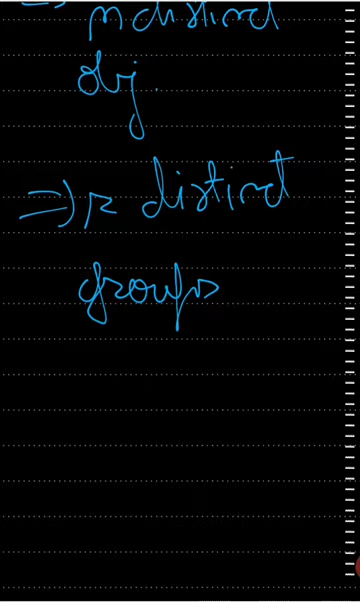 => n distinct
obj.
=> r distinct
groups